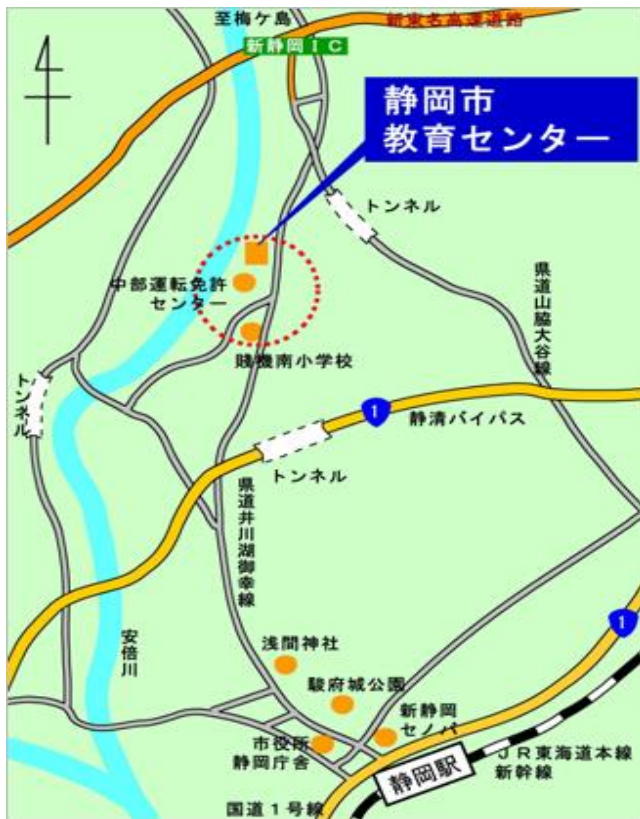 至梅ケ島
新東名高速道路
新静岡IC
静岡市
教育センター
トンネル
中部運転免許
センター
県道山脇大谷線
賤機南小学校
トンネル
1
静清バイパス
トンネル
県道井川湖御幸線
1
安倍川
浅間神社
駿府城公園
新静岡
セノバ
市役所
静岡庁舎
静岡駅
JR東海道本線
新幹線
国道1号線